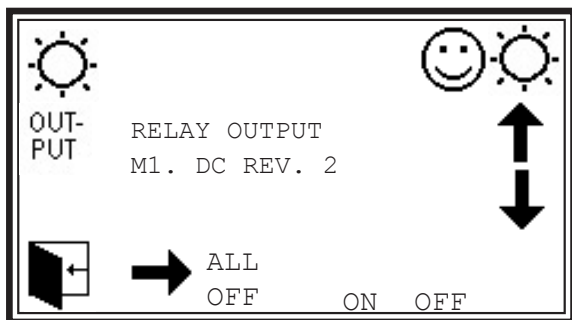 OUT-
PUT
RELAY OUTPUT
M1. DC REV. 2
ALL
OFF
ON OFF